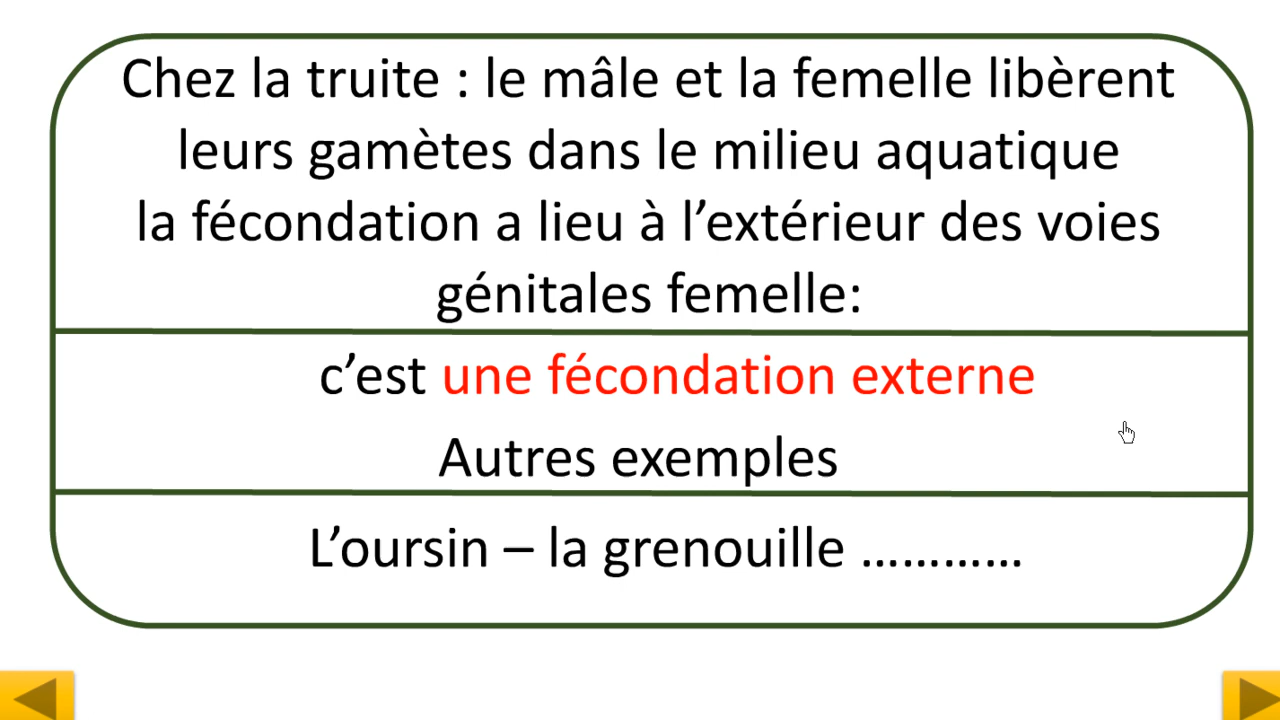 Chez la truite : le mâle et la femelle libèrent
leurs gamètes dans le milieu aquatique
la fécondation a lieu à l’extérieur des voies
génitales femelle:
c’est une fécondation externe
Autres exemples
L’oursin – la grenouille …………